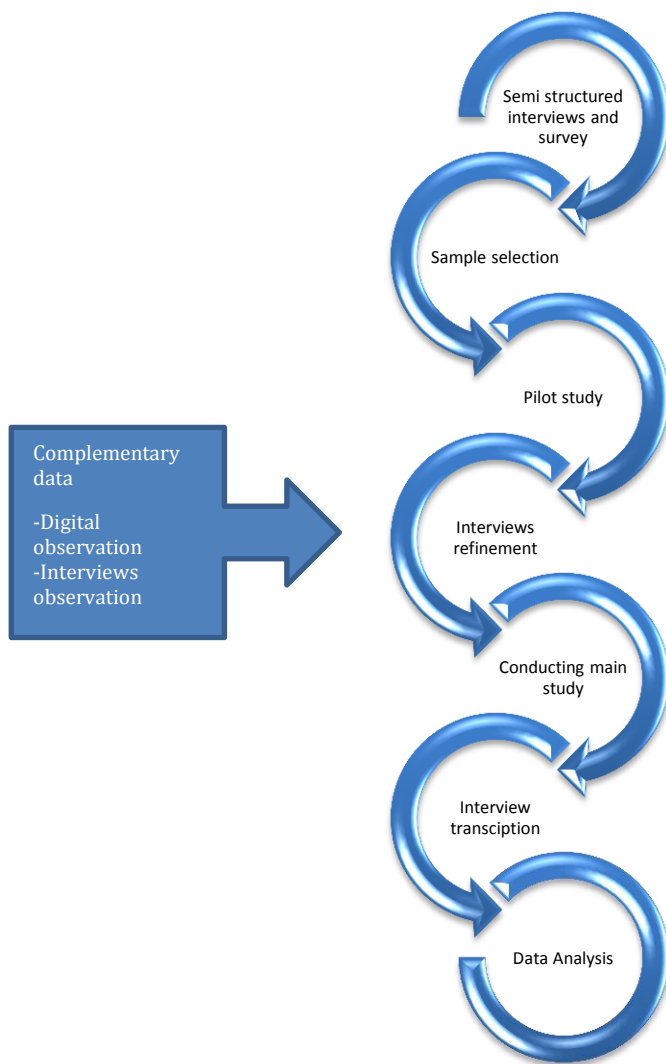 Semi structured
interviews and
survey
Sample selection
Pilot study
Complementary
data
-Digital
observation
-Interviews
observation
Interviews
refinement
Conducting main
study
Interview
transciption
Data Analysis